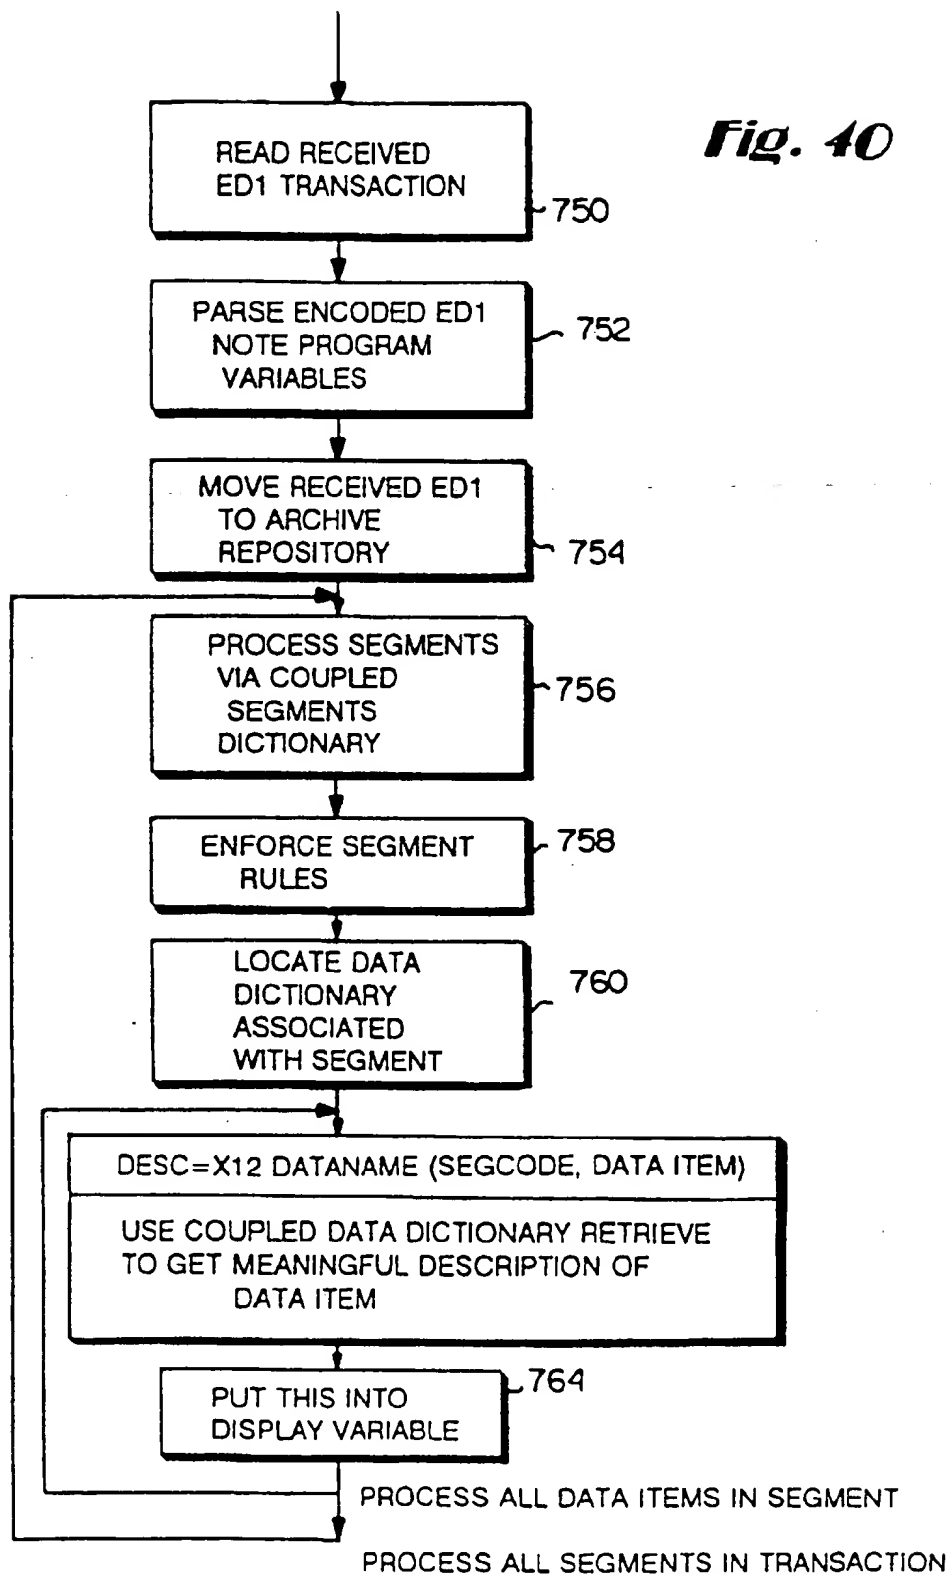 Fig. 40
READ RECEIVED
ED1 TRANSACTION
750
PARSE ENCODED ED1
NOTE PROGRAM
VARIABLES
752
MOVE RECEIVED ED1
TO ARCHIVE
REPOSITORY
754
PROCESS SEGMENTS
VIA COUPLED
SEGMENTS
DICTIONARY
756
ENFORCE SEGMENT
RULES
758
LOCATE DATA
DICTIONARY
ASSOCIATED
WITH SEGMENT
760
DESC=X12 DATANAME (SEGCODE, DATA ITEM)
USE COUPLED DATA DICTIONARY RETRIEVE
TO GET MEANINGFUL DESCRIPTION OF
DATA ITEM
PUT THIS INTO
DISPLAY VARIABLE
764
PROCESS ALL DATA ITEMS IN SEGMENT
PROCESS ALL SEGMENTS IN TRANSACTION